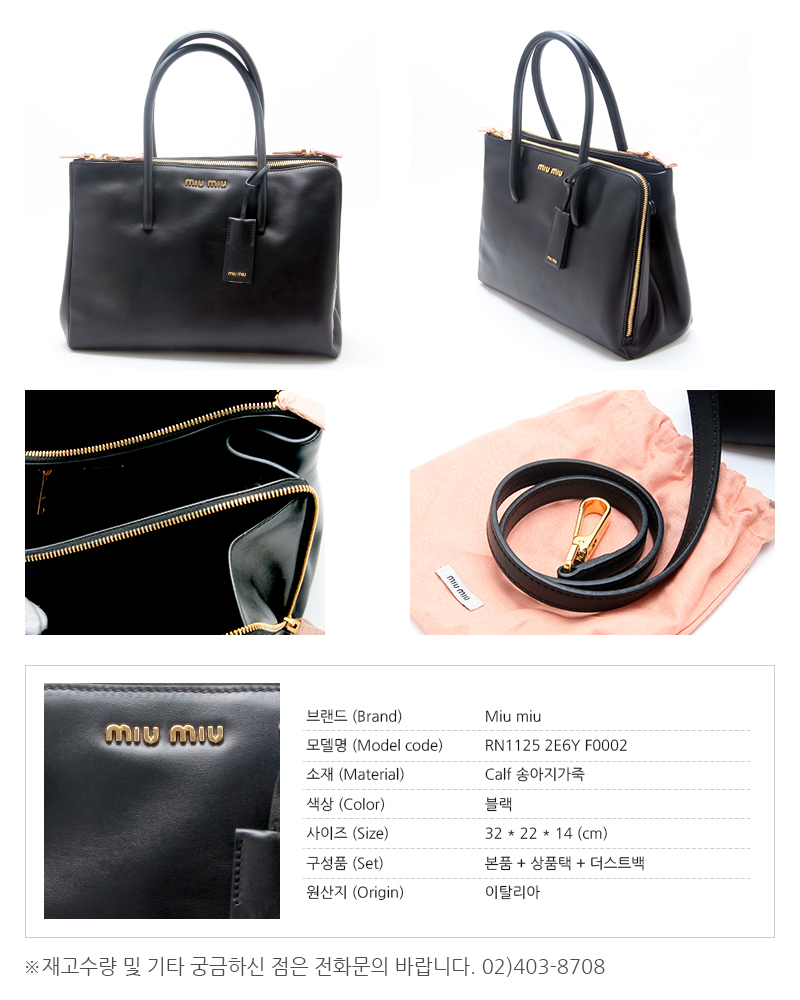 miu miu
miu miu
miu miu
miu miu
miu miu
miu miu
브랜드 (Brand) Miu miu
모델명 (Model code) RN1125 2E6Y F0002
소재 (Material) Calf 송아지가죽
색상 (Color) 블랙
사이즈 (Size) 32 * 22 * 14 (cm)
구성품 (Set) 본품 + 상품택 + 더스트백
원산지 (Origin) 이탈리아
※재고수량 및 기타 궁금하신 점은 전화문의 바랍니다. 02)403-8708